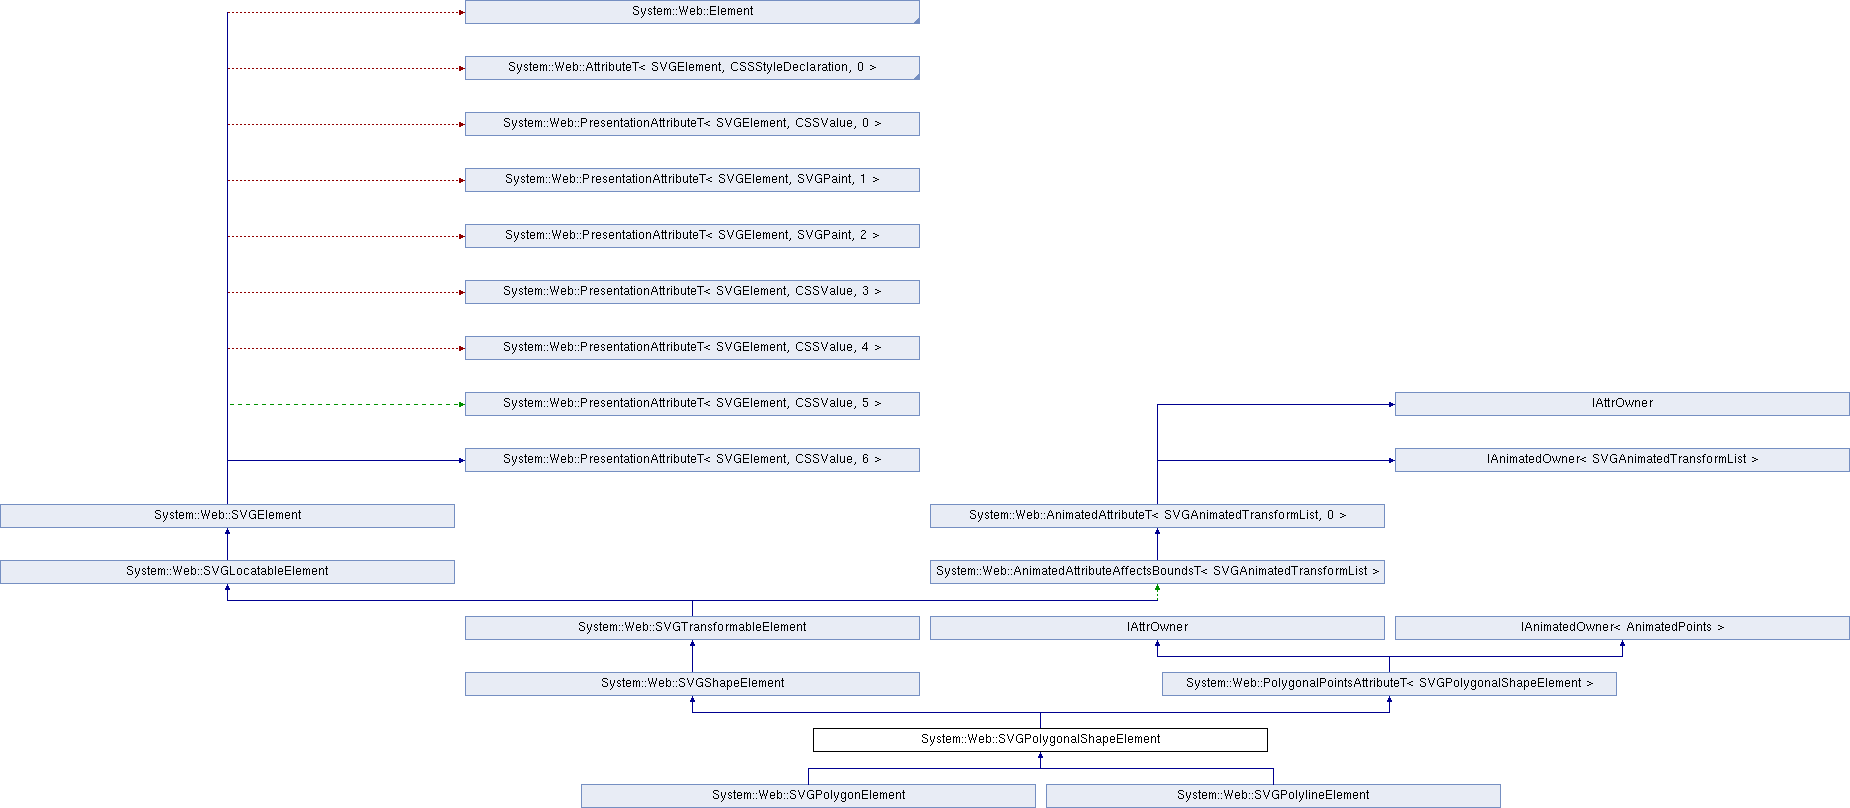 System::Web::Element
System::Web::AttributeT< SVGElement, CSSStyleDeclaration, 0 >
System::Web::PresentationAttributeT< SVGElement, CSSValue, 0 >
System::Web::PresentationAttributeT< SVGElement, SVGPaint, 1 >
System::Web::PresentationAttributeT< SVGElement, SVGPaint, 2 >
System::Web::PresentationAttributeT< SVGElement, CSSValue, 3 >
System::Web::PresentationAttributeT< SVGElement, CSSValue, 4 >
System::Web::PresentationAttributeT< SVGElement, CSSValue, 5 >
IAttrOwner
System::Web::PresentationAttributeT< SVGElement, CSSValue, 6 >
IAnimatedOwner< SVGAnimatedTransformList >
System::Web::SVGElement
System::Web::AnimatedAttributeT< SVGAnimatedTransformList, 0 >
System::Web::SVGLocatableElement
System::Web::AnimatedAttributeAffectsBoundsT< SVGAnimatedTransformList >
System::Web::SVGTransformableElement
IAttrOwner
IAnimatedOwner< AnimatedPoints >
System::Web::SVGShapeElement
System::Web::PolygonalPointsAttributeT< SVGPolygonalShapeElement >
System::Web::SVGPolygonalShapeElement
System::Web::SVGPolygonElement
System::Web::SVGPolylineElement